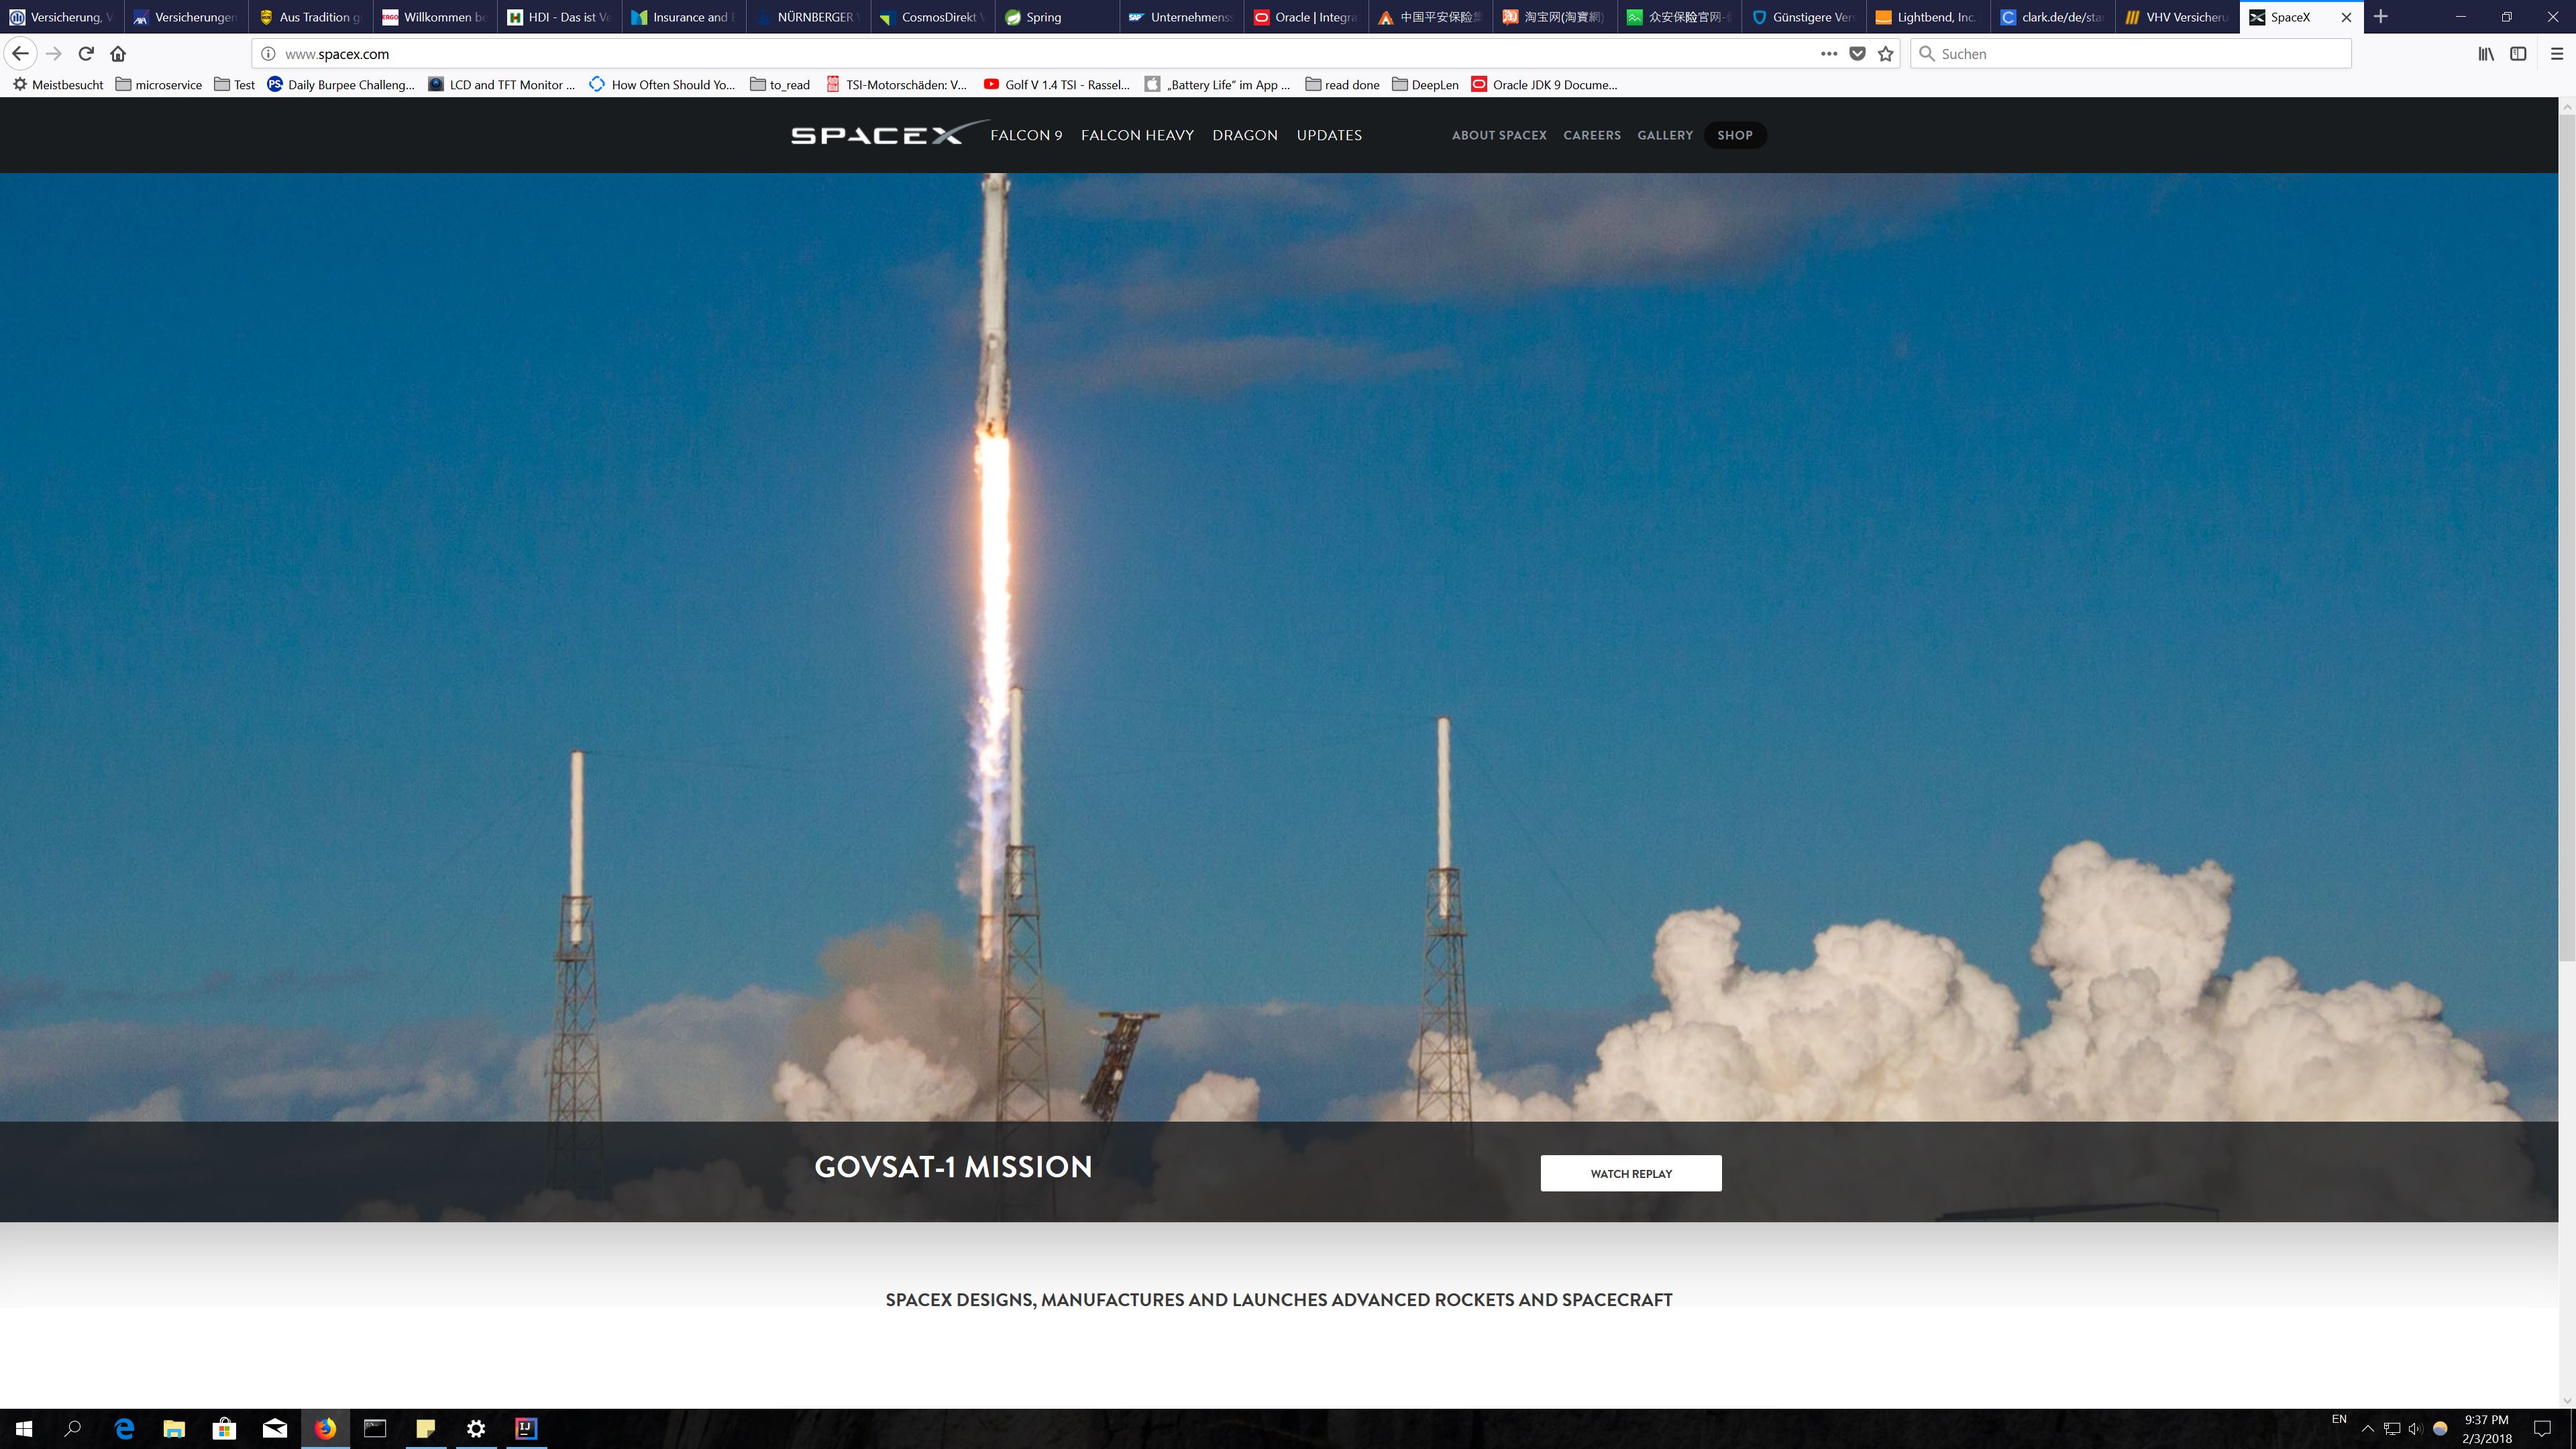 Versicherung, V
Versicherungen
Aus Tradition g
ERGO
Willkommen be
HDI - Das ist Ve
Insurance and
NÜRNBERGER
CosmosDirekt
Spring
SAP
Unternehmenss
Oracle | Integra
中国平安保险
淘宝网(淘寶網)
众安保险官网-
Günstigere Ver
Lightbend, Inc.
clark.de/de/sta
VHV Versicheru
SpaceX
www.spacex.com
Suchen
Meistbesucht
microservice
Test
Daily Burpee Challeng...
LCD and TFT Monitor ...
How Often Should Yo...
to_read
TSI-Motorschäden: V...
Golf V 1.4 TSI - Rassel...
„Battery Life“ im App ...
read done
DeepLen
Oracle JDK 9 Docume...
SPACEX
FALCON 9
FALCON HEAVY
DRAGON
UPDATES
ABOUT SPACEX
CAREERS
GALLERY
SHOP
GOVSAT-1 MISSION
WATCH REPLAY
SPACEX DESIGNS, MANUFACTURES AND LAUNCHES ADVANCED ROCKETS AND SPACECRAFT
EN
9:37 PM
2/3/2018